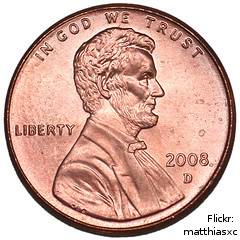 IN GOD WE TRUST
LIBERTY
2008
D
Flickr:
matthiasxc